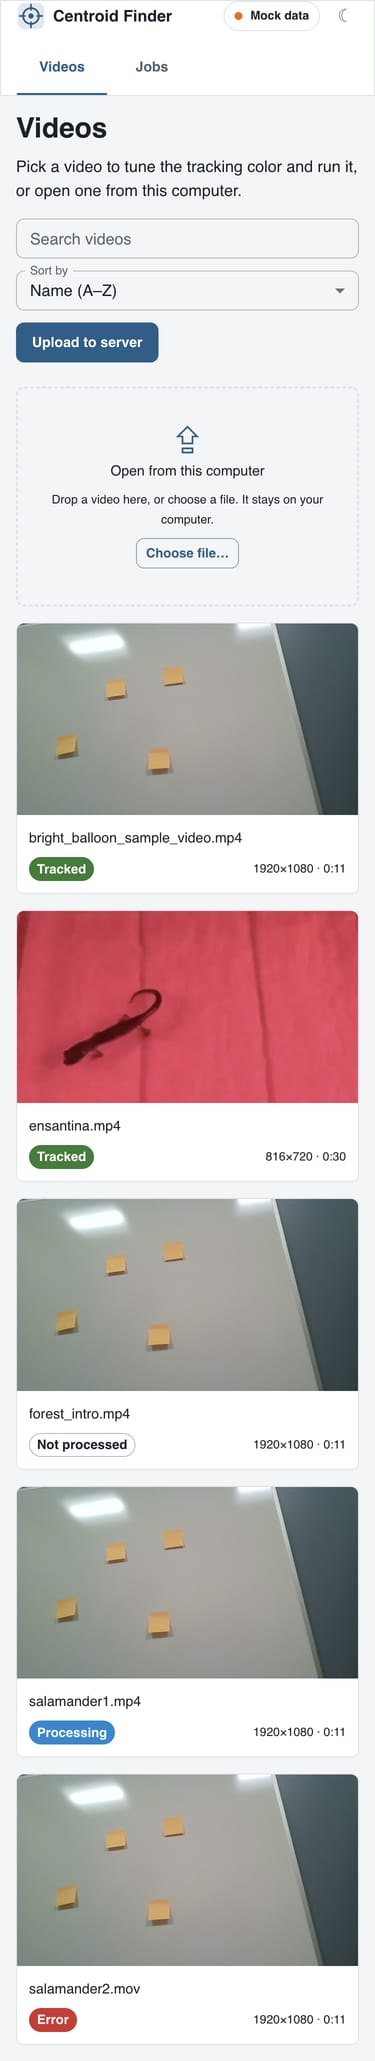 Centroid Finder
Mock data
Videos
Jobs
Videos
Pick a video to tune the tracking color and run it,
or open one from this computer.
Search videos
Sort by
Name (A–Z)
Upload to server
Open from this computer
Drop a video here, or choose a file. It stays on your
computer.
Choose file...
bright_balloon_sample_video.mp4
Tracked
1920×1080 · 0:11
ensantina.mp4
Tracked
816×720 · 0:30
forest_intro.mp4
Not processed
1920×1080 · 0:11
salamander1.mp4
Processing
1920×1080 · 0:11
salamander2.mov
Error
1920×1080 · 0:11